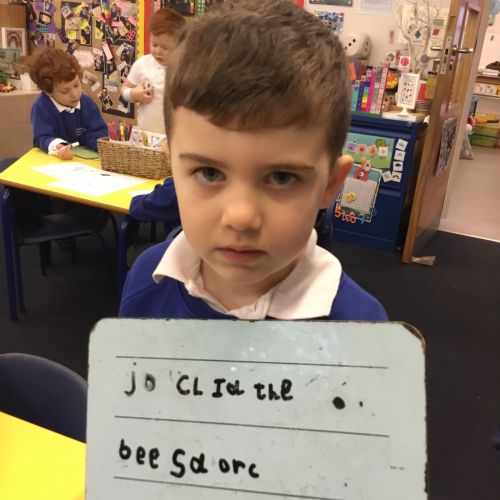 jo CL Id the .
bee Sd orc